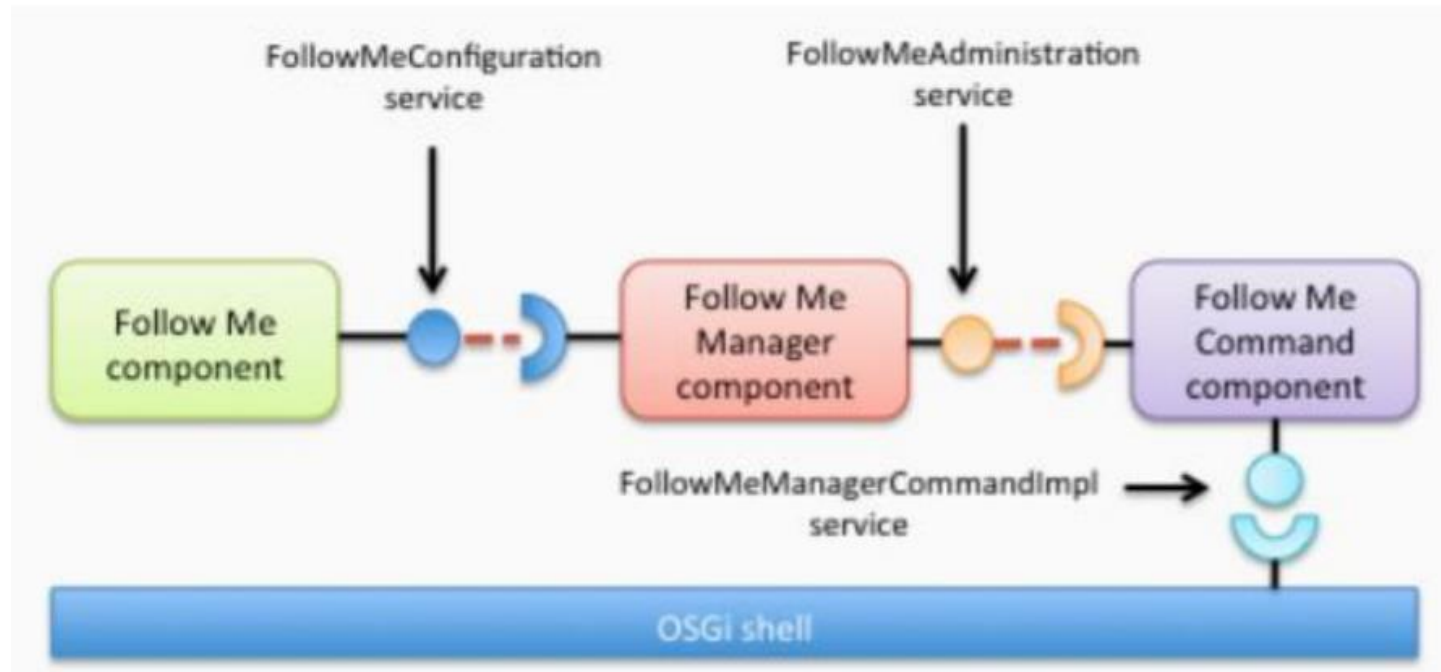 FollowMeConfiguration
service
FollowMeAdministration
service
Follow Me
component
Follow Me
Manager
component
Follow Me
Command
component
FollowMeManagerCommandImpl
service
OSGi shell